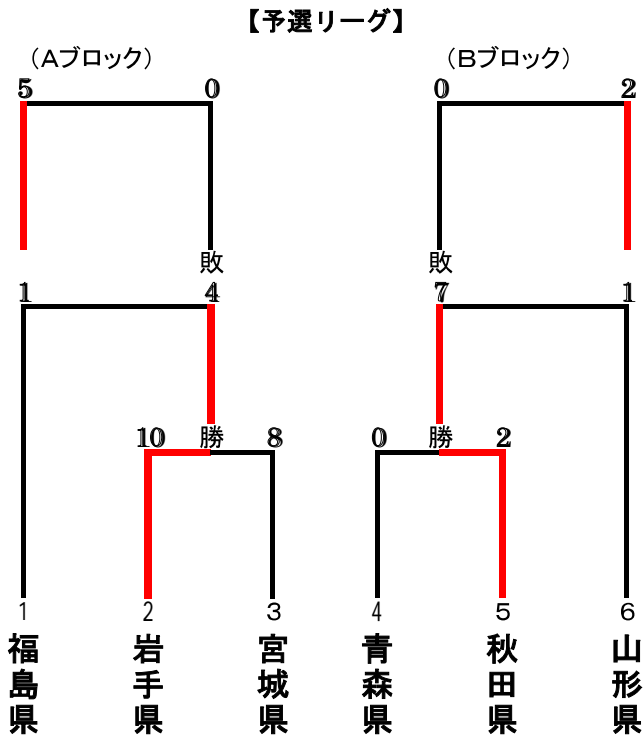 【予選リーグ】
（Aブロック）
（Bブロック）
5 0 0 2
敗 敗
1 4 7 1
10 勝 8 0 勝 2
1 2 3 4 5 6
福島県
岩手県
宮城県
青森県
秋田県
山形県